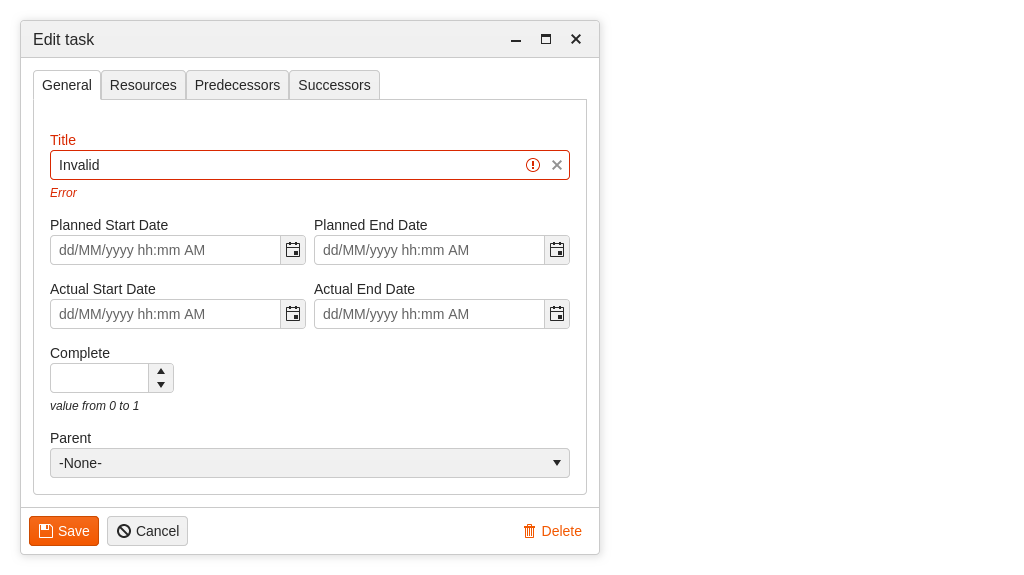 Edit task
General Resources Predecessors Successors
Title
Invalid
Error
Planned Start Date Planned End Date
dd/MM/yyyy hh:mm AM dd/MM/yyyy hh:mm AM
Actual Start Date Actual End Date
dd/MM/yyyy hh:mm AM dd/MM/yyyy hh:mm AM
Complete
value from 0 to 1
Parent
-None-
Save Cancel Delete